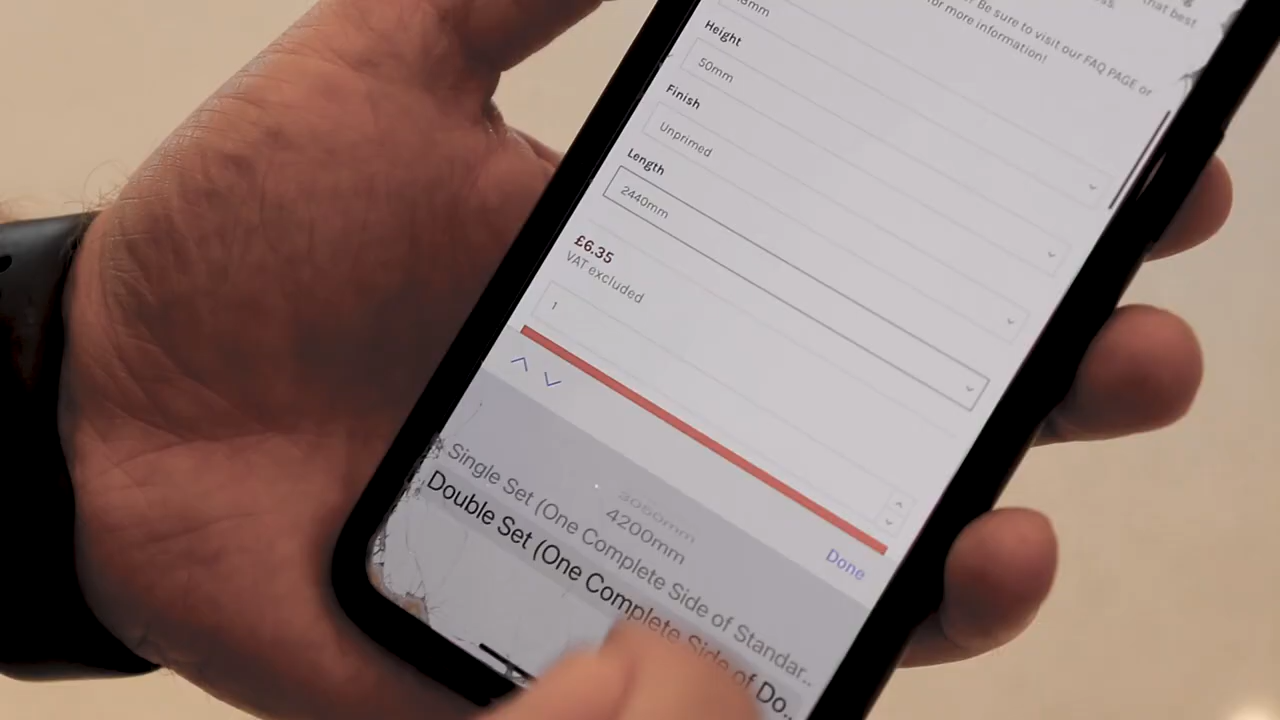 that best
Be sure to visit our FAQ PAGE or
for more information!
Height
50mm
Finish
Unprimed
Length
2440mm
£6.35
VAT excluded
1
Done
3050mm
4200mm
Single Set (One Complete Side of Standar..
Double Set (One Complete Side of Do..